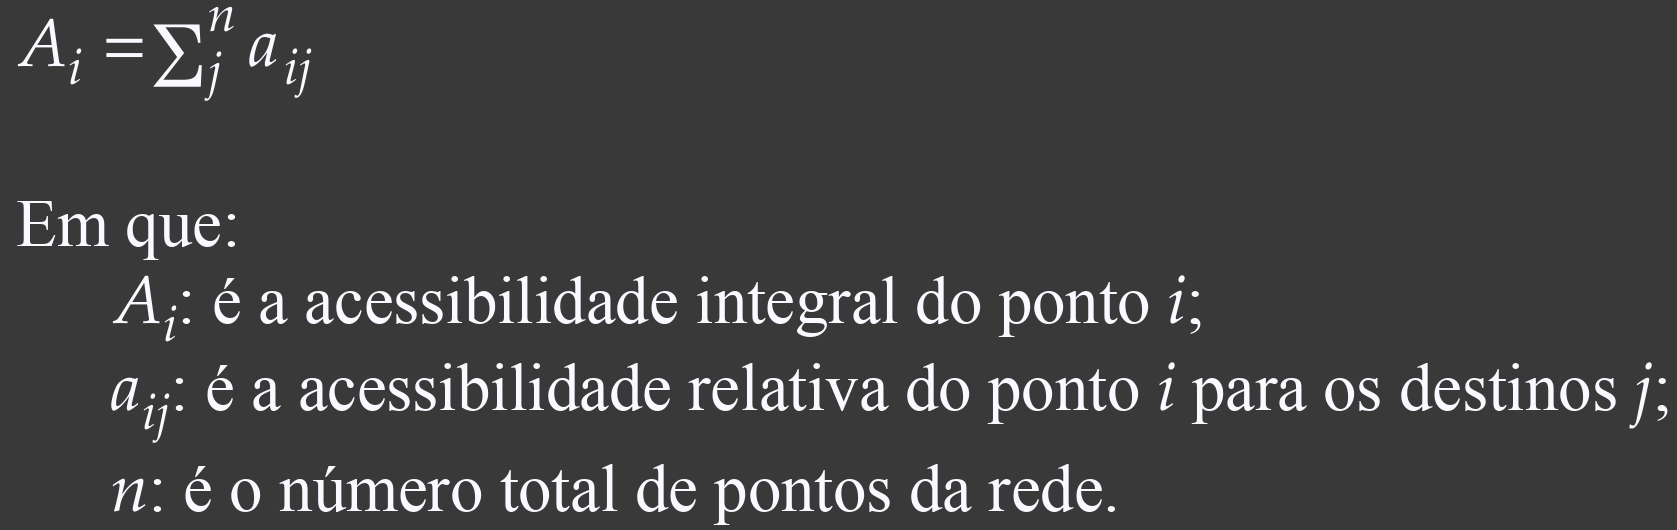 A_i = ∑_j^n a_ij
Em que:
A_i: é a acessibilidade integral do ponto i;
a_ij: é a acessibilidade relativa do ponto i para os destinos j;
n: é o número total de pontos da rede.